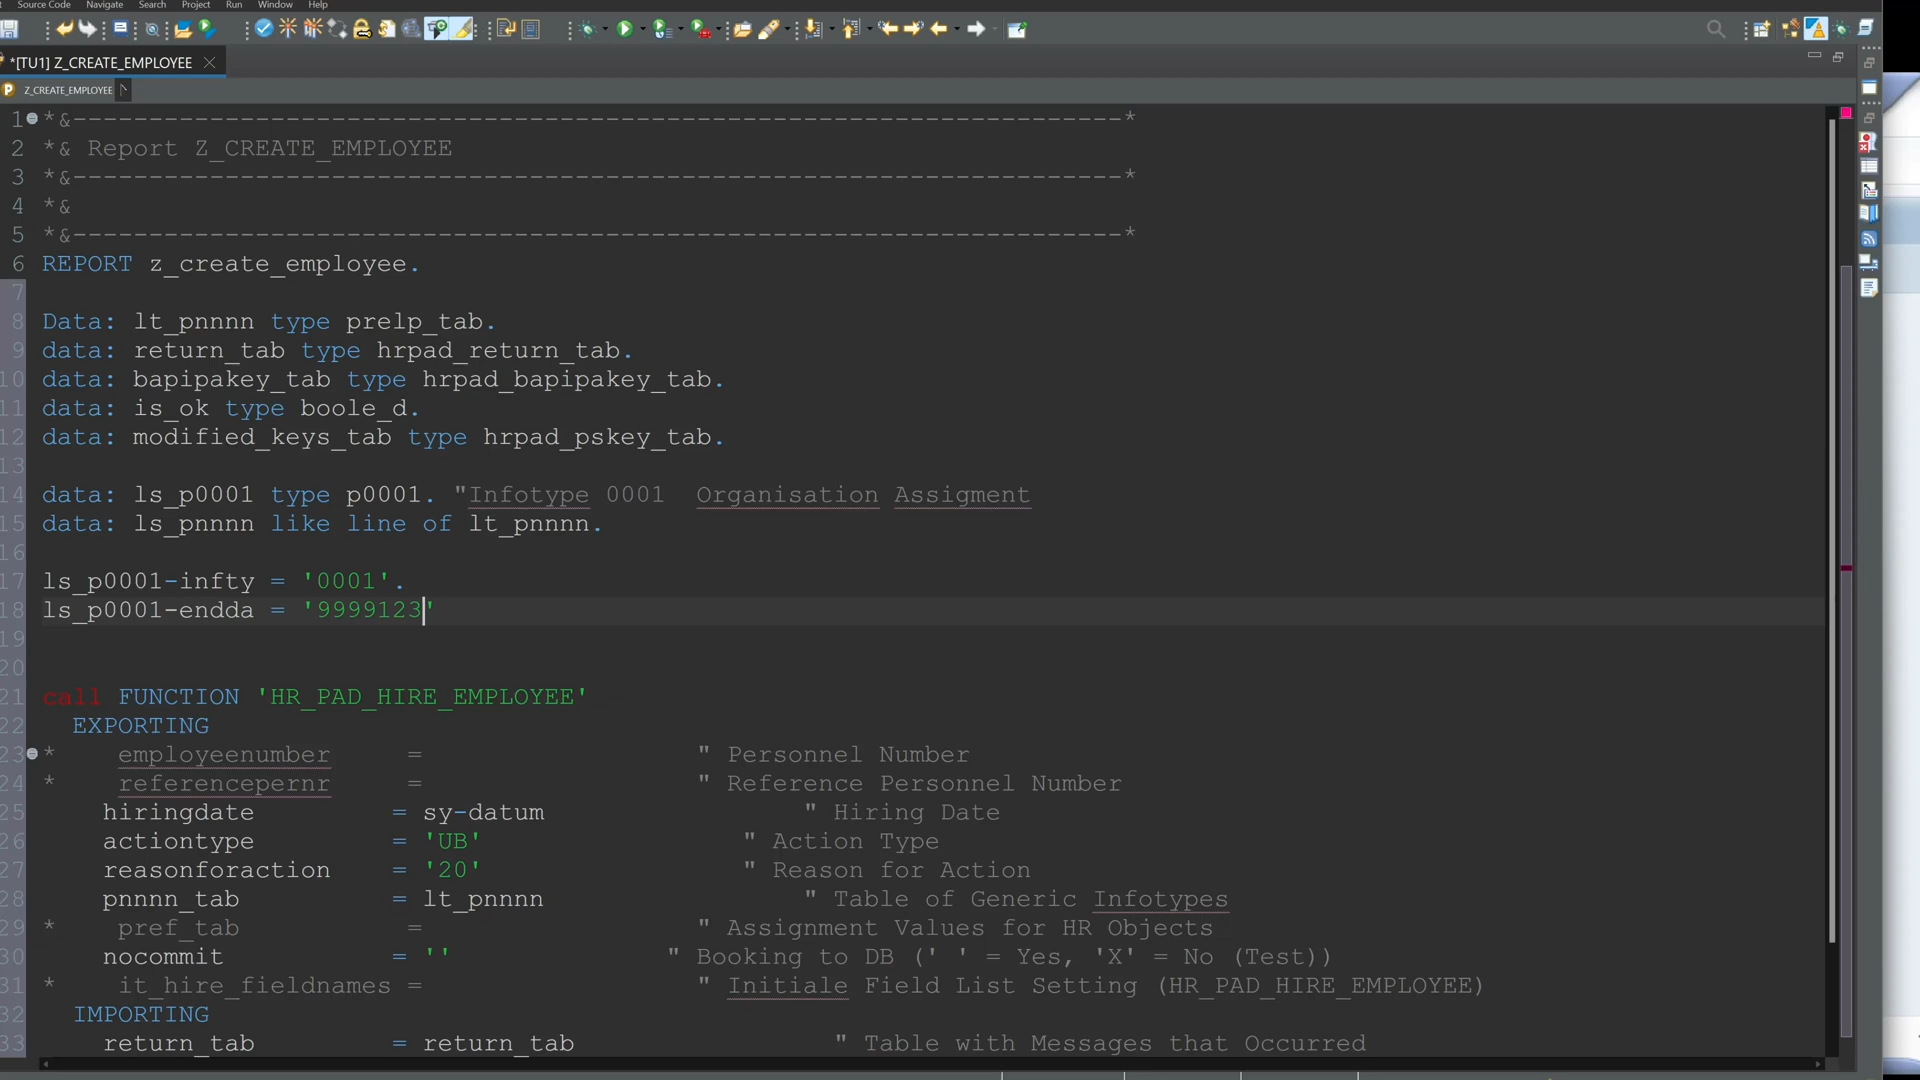 Source Code Navigate Search Project Run Window Help
*[TU1] Z_CREATE_EMPLOYEE
Z_CREATE_EMPLOYEE
1 *&---------------------------------------------------------------------*
2 *& Report Z_CREATE_EMPLOYEE
3 *&---------------------------------------------------------------------*
4 *&
5 *&---------------------------------------------------------------------*
6 REPORT z_create_employee.
7
8 Data: lt_pnnnn type prelp_tab.
9 data: return_tab type hrpad_return_tab.
10 data: bapipakey_tab type hrpad_bapipakey_tab.
11 data: is_ok type boole_d.
12 data: modified_keys_tab type hrpad_pskey_tab.
13
14 data: ls_p0001 type p0001. "Infotype 0001  Organisation Assigment
15 data: ls_pnnnn like line of lt_pnnnn.
16
17 ls_p0001-infty = '0001'.
18 ls_p0001-endda = '9999123'
19
20
21 call FUNCTION 'HR_PAD_HIRE_EMPLOYEE'
22 EXPORTING
23 * employeenumber = " Personnel Number
24 * referencepernr = " Reference Personnel Number
25 hiringdate = sy-datum " Hiring Date
26 actiontype = 'UB' " Action Type
27 reasonforaction = '20' " Reason for Action
28 pnnnn_tab = lt_pnnnn " Table of Generic Infotypes
29 * pref_tab = " Assignment Values for HR Objects
30 nocommit = '' " Booking to DB (' ' = Yes, 'X' = No (Test))
31 * it_hire_fieldnames = " Initiale Field List Setting (HR_PAD_HIRE_EMPLOYEE)
32 IMPORTING
33 return_tab = return_tab " Table with Messages that Occurred